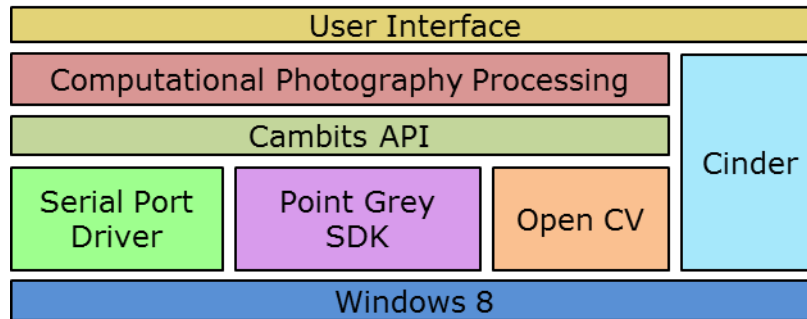 User Interface
Computational Photography Processing
Cambits API
Cinder
Serial Port
Driver
Point Grey
SDK
Open CV
Windows 8